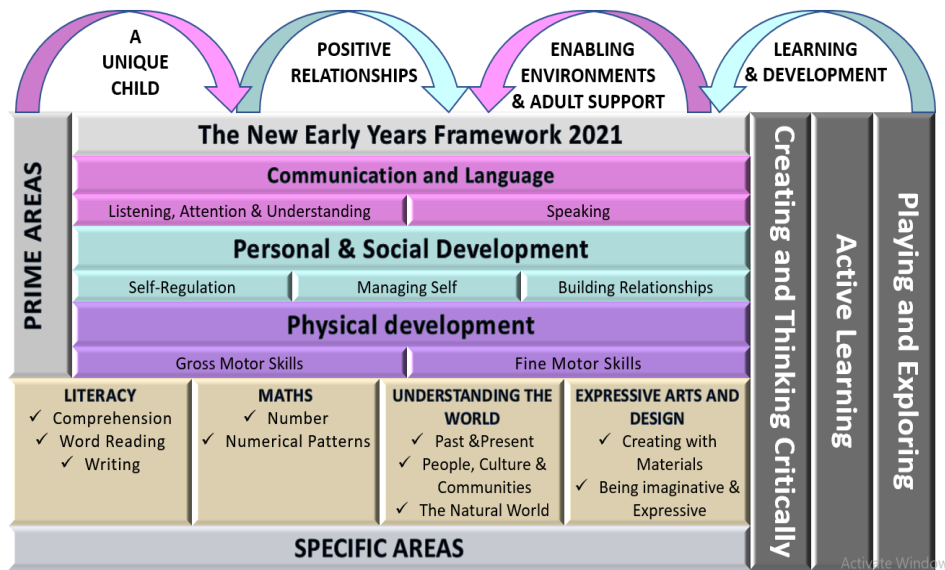 A
UNIQUE
CHILD
POSITIVE
RELATIONSHIPS
ENABLING
ENVIRONMENTS
& ADULT SUPPORT
LEARNING
& DEVELOPMENT
PRIME AREAS
The New Early Years Framework 2021
Communication and Language
Listening, Attention & Understanding
Speaking
Personal & Social Development
Self-Regulation
Managing Self
Building Relationships
Physical development
Gross Motor Skills
Fine Motor Skills
LITERACY
✓ Comprehension
✓ Word Reading
✓ Writing
MATHS
✓ Number
✓ Numerical Patterns
UNDERSTANDING THE
WORLD
✓ Past &Present
✓ People, Culture &
Communities
✓ The Natural World
EXPRESSIVE ARTS AND
DESIGN
✓ Creating with
Materials
✓ Being imaginative &
Expressive
SPECIFIC AREAS
Creating and Thinking Critically
Active Learning
Playing and Exploring
Activate Window